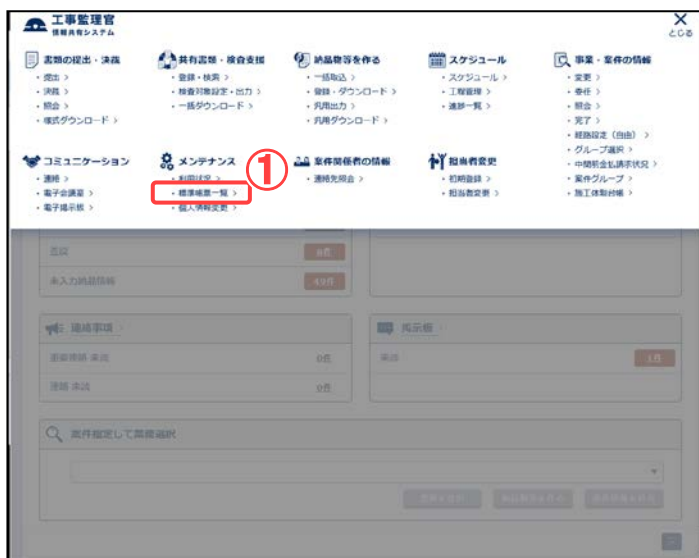 工事監理官
情報共有システム
とじる
書類の提出・決裁
・提出 >
・決裁 >
・照会 >
・様式ダウンロード >
共有書類・検査支援
・登録・検索 >
・検査対象設定・出力 >
・一括ダウンロード >
納品物等を作る
・一括取込 >
・登録・ダウンロード >
・汎用出力 >
・汎用ダウンロード >
スケジュール
・スケジュール >
・工程管理 >
・進捗一覧 >
事業・案件の情報
・変更 >
・委任 >
・照会 >
・完了 >
・経路設定（自由） >
・グループ選択 >
・中間前金払請求状況 >
・案件グループ >
・施工体制台帳 >
コミュニケーション
・連絡 >
・電子会議室 >
・電子掲示板 >
メンテナンス
・利用状況 >
・標準帳票一覧 >
・個人情報変更 >
①
案件関係者の情報
・連絡先照会 >
担当者変更
・初期登録 >
・担当者変更 >
差戻
8件
未入力納品情報
49件
連絡事項
0件
連絡 未読
0件
掲示板
未読
1件
案件指定して業務選択